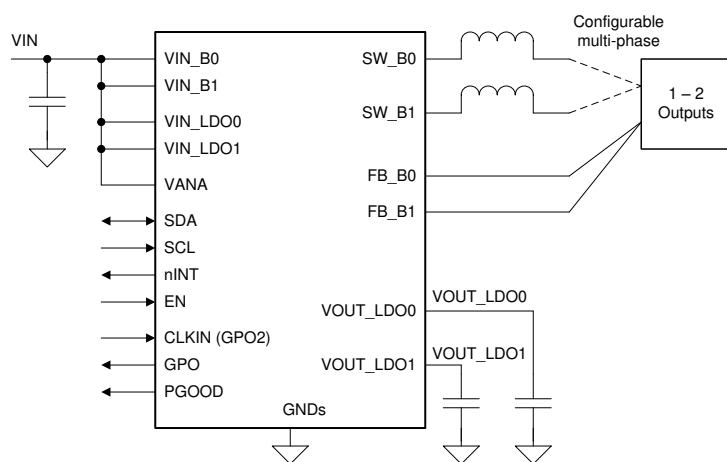 VIN
VIN_B0
VIN_B1
VIN_LDO0
VIN_LDO1
VANA
SDA
SCL
nINT
EN
CLKIN (GPO2)
GPO
PGOOD
GNDs
SW_B0
SW_B1
FB_B0
FB_B1
VOUT_LDO0
VOUT_LDO1
VOUT_LDO0
VOUT_LDO1
Configurable
multi-phase
1 – 2
Outputs